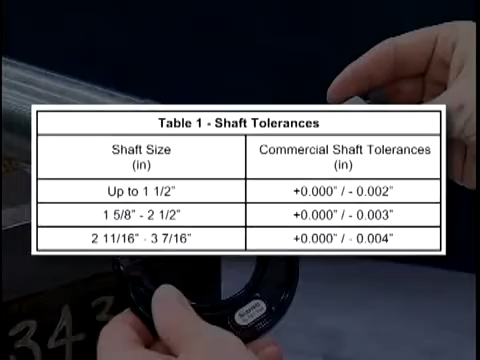 Table 1 - Shaft Tolerances
Shaft Size
(in)
Commercial Shaft Tolerances
(in)
Up to 1 1/2"
+0.000" / - 0.002"
1 5/8" - 2 1/2"
+0.000" / - 0.003"
2 11/16" - 3 7/16"
+0.000" / - 0.004"
34